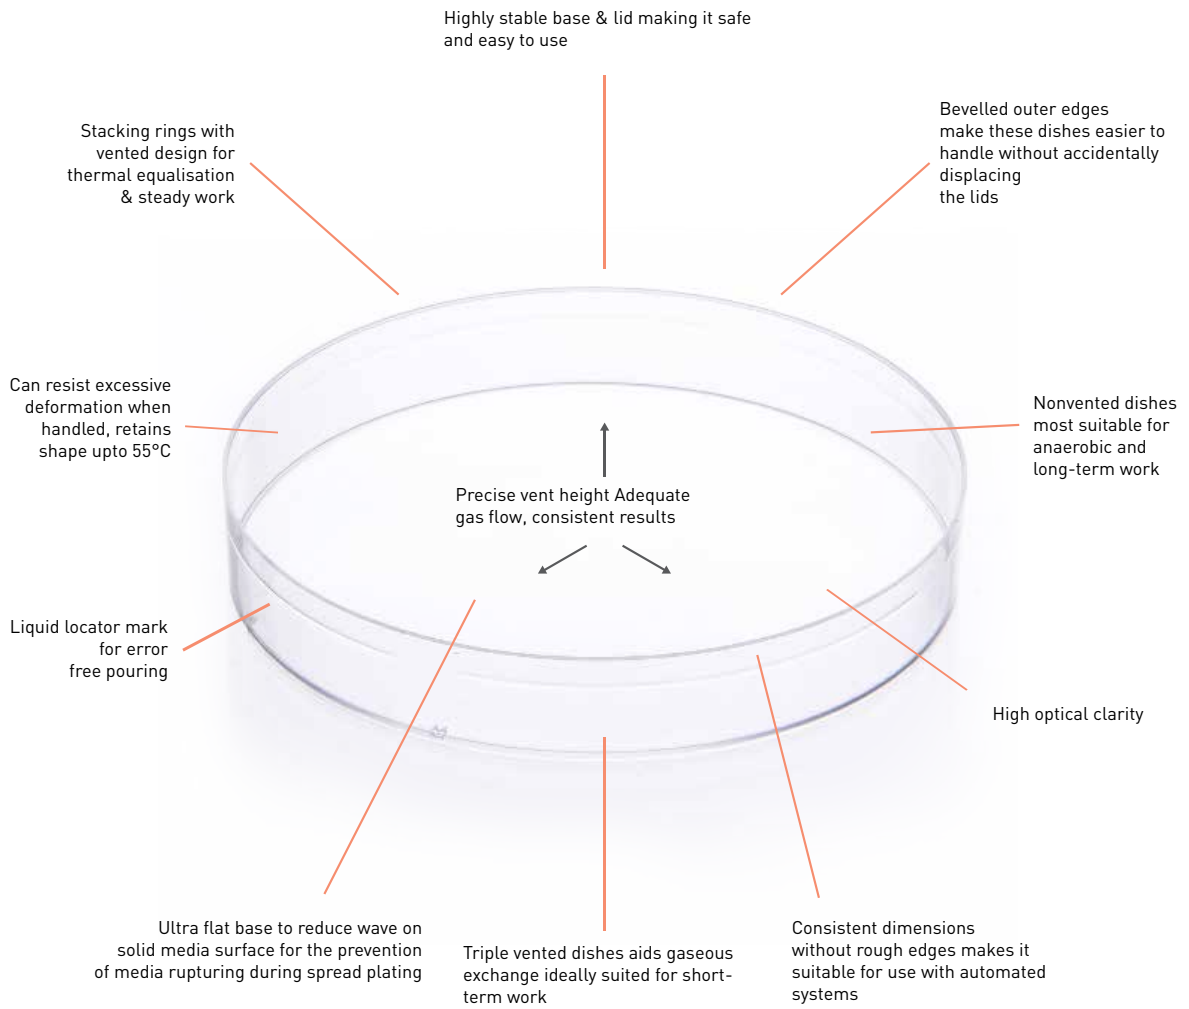 Highly stable base & lid making it safe
and easy to use
Stacking rings with
vented design for
thermal equalisation
& steady work
Bevelled outer edges
make these dishes easier to
handle without accidentally
displacing
the lids
Can resist excessive
deformation when
handled, retains
shape upto 55°C
Nonvented dishes
most suitable for
anaerobic and
long-term work
Precise vent height Adequate
gas flow, consistent results
Liquid locator mark
for error
free pouring
High optical clarity
Ultra flat base to reduce wave on
solid media surface for the prevention
of media rupturing during spread plating
Triple vented dishes aids gaseous
exchange ideally suited for short-
term work
Consistent dimensions
without rough edges makes it
suitable for use with automated
systems